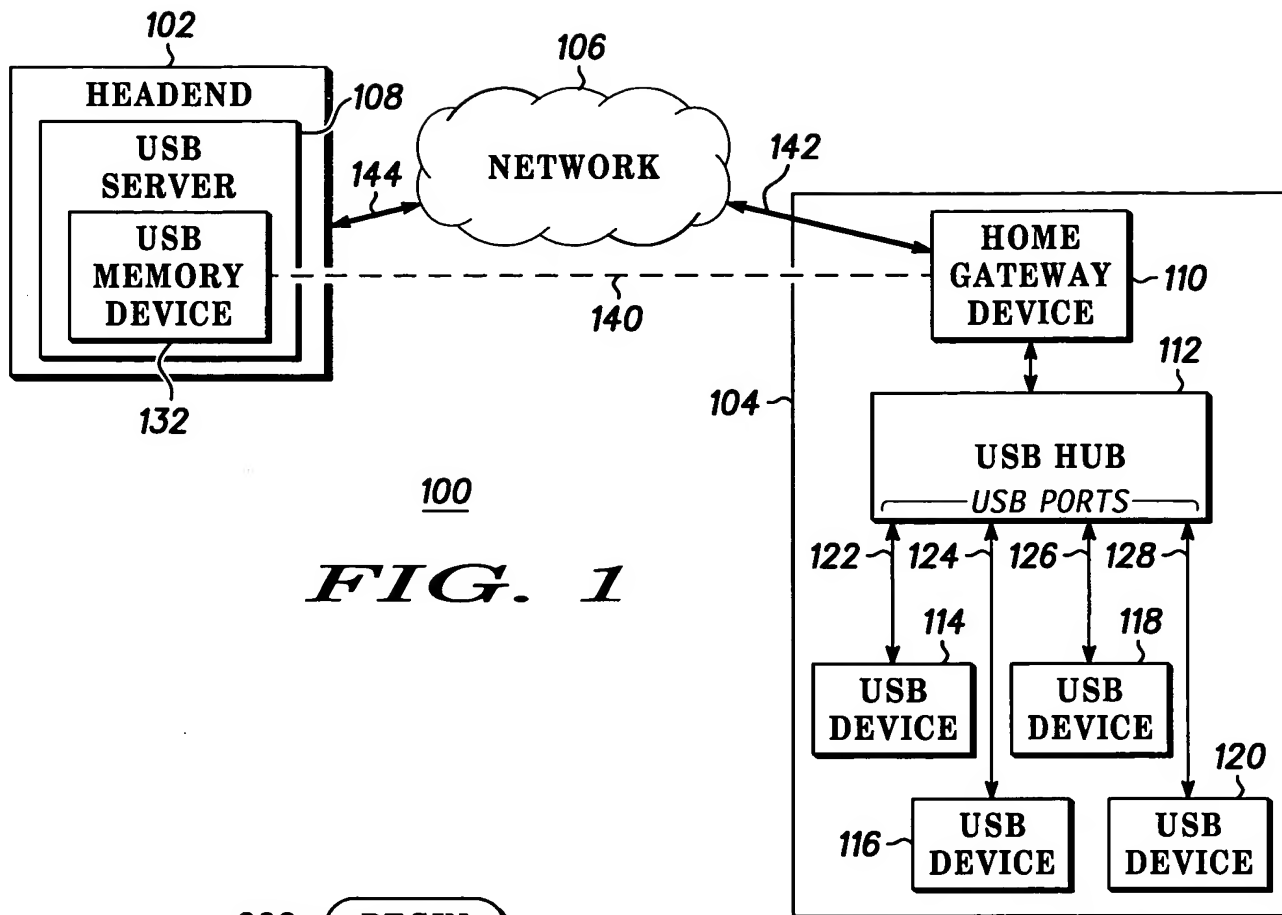 102
HEADEND
108
USB
SERVER
USB
MEMORY
DEVICE
132
106
NETWORK
144
142
140
HOME
GATEWAY
DEVICE
110
104
112
USB HUB
USB PORTS
122
124
126
128
114
USB
DEVICE
118
USB
DEVICE
116
USB
DEVICE
120
USB
DEVICE
100
FIG. 1